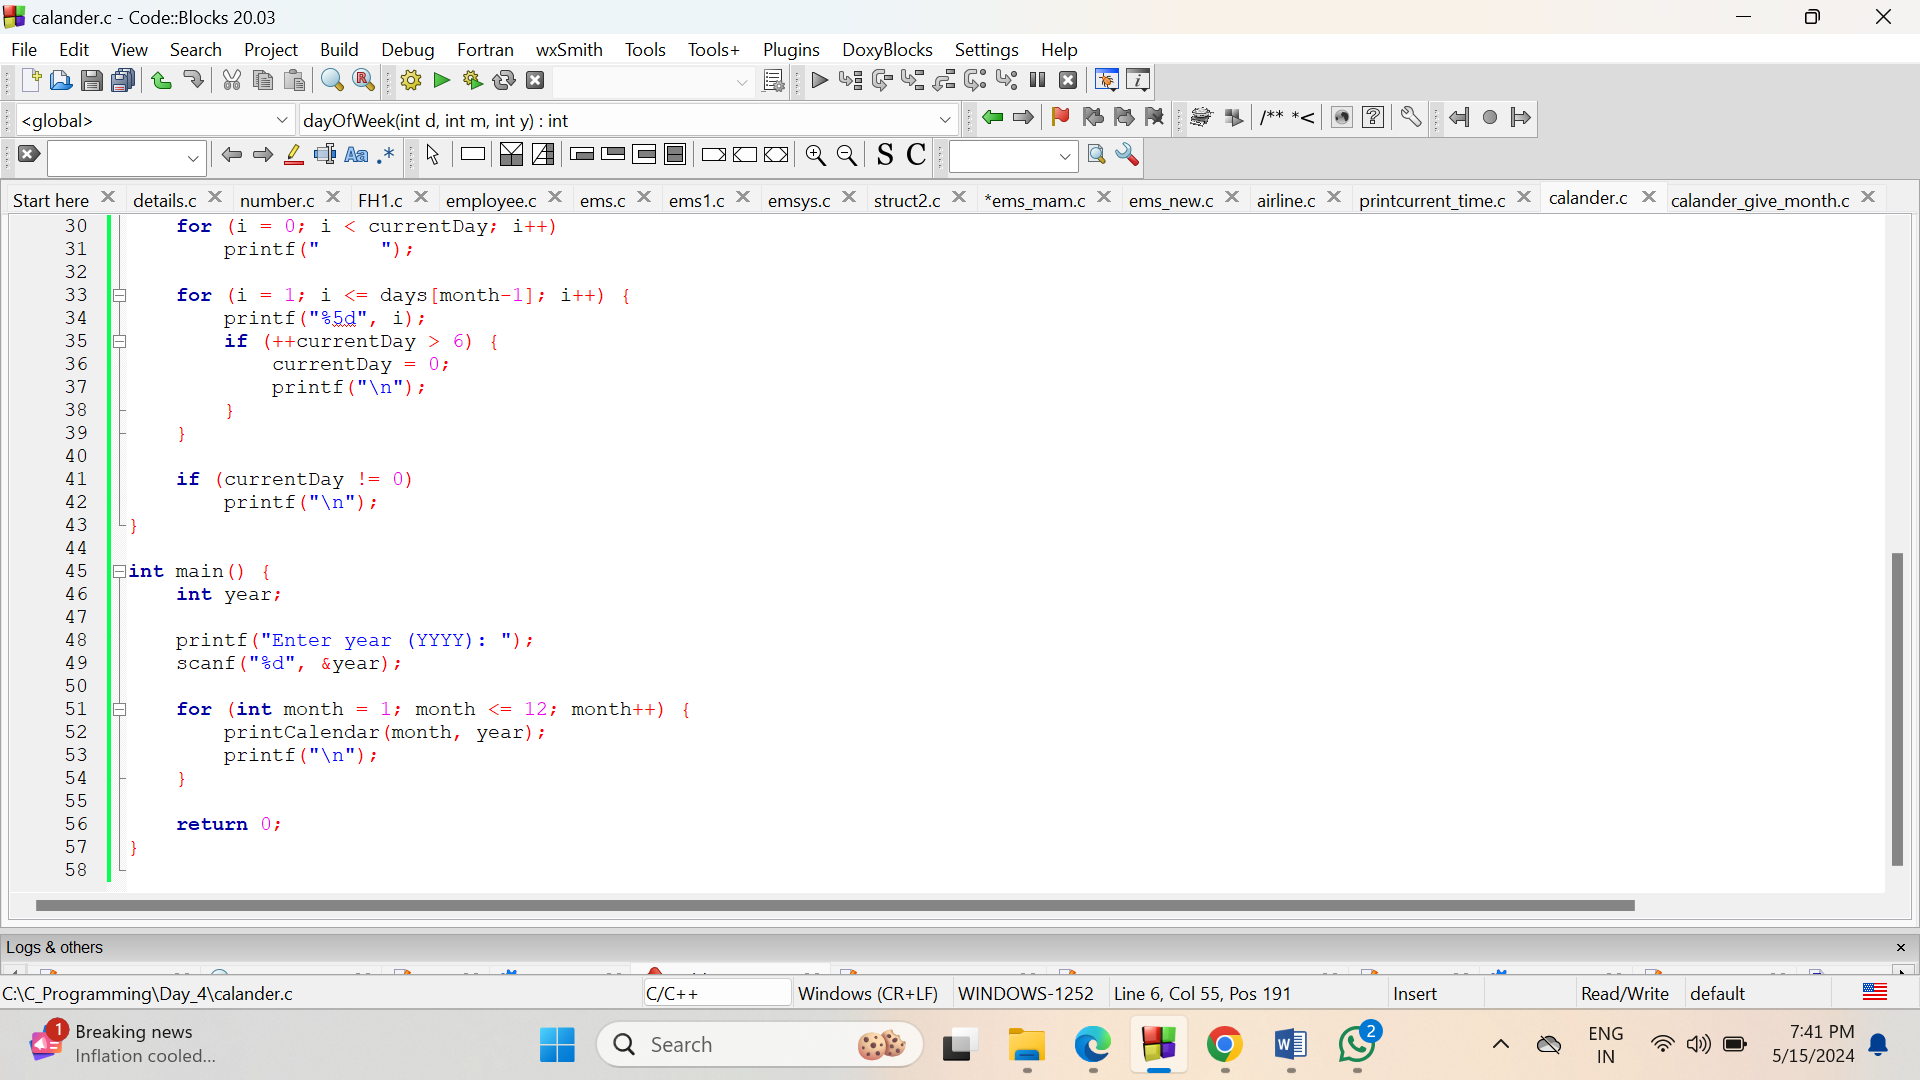 calander.c - Code::Blocks 20.03
File Edit View Search Project Build Debug Fortran wxSmith Tools Tools+ Plugins DoxyBlocks Settings Help
<global> dayOfWeek(int d, int m, int y) : int
/** *<
Aa .* S C
Start here details.c number.c FH1.c employee.c ems.c ems1.c emsys.c struct2.c *ems_mam.c ems_new.c airline.c printcurrent_time.c calander.c calander_give_month.c
30 for (i = 0; i < currentDay; i++)
31 printf("     ");
32
33 for (i = 1; i <= days[month-1]; i++) {
34 printf("%5d", i);
35 if (++currentDay > 6) {
36 currentDay = 0;
37 printf("\n");
38 }
39 }
40
41 if (currentDay != 0)
42 printf("\n");
43 }
44
45 int main() {
46 int year;
47
48 printf("Enter year (YYYY): ");
49 scanf("%d", &year);
50
51 for (int month = 1; month <= 12; month++) {
52 printCalendar(month, year);
53 printf("\n");
54 }
55
56 return 0;
57 }
58
Logs & others
C:\C_Programming\Day_4\calander.c C/C++ Windows (CR+LF) WINDOWS-1252 Line 6, Col 55, Pos 191 Insert Read/Write default
1 Breaking news
Inflation cooled...
Search
2
ENG
IN
7:41 PM
5/15/2024